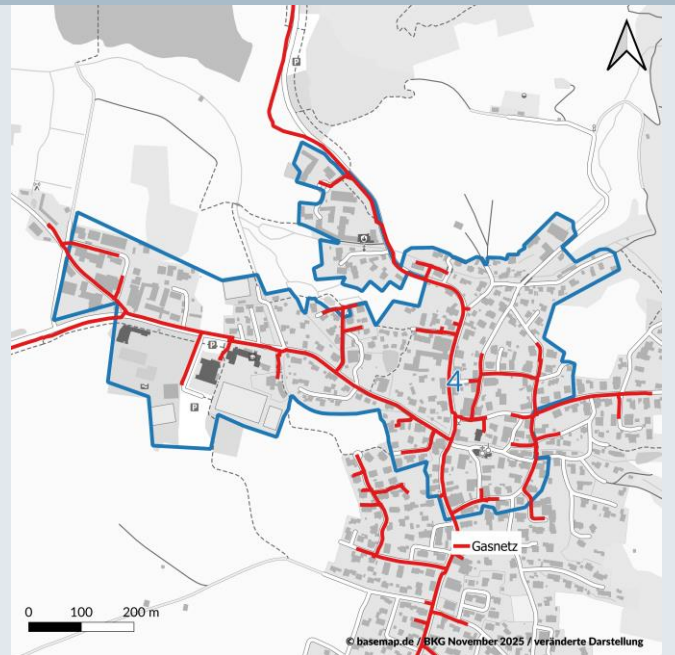 P
4
P
P
Gasnetz
0 100 200 m
© basemap.de / BKG November 2025 / veränderte Darstellung